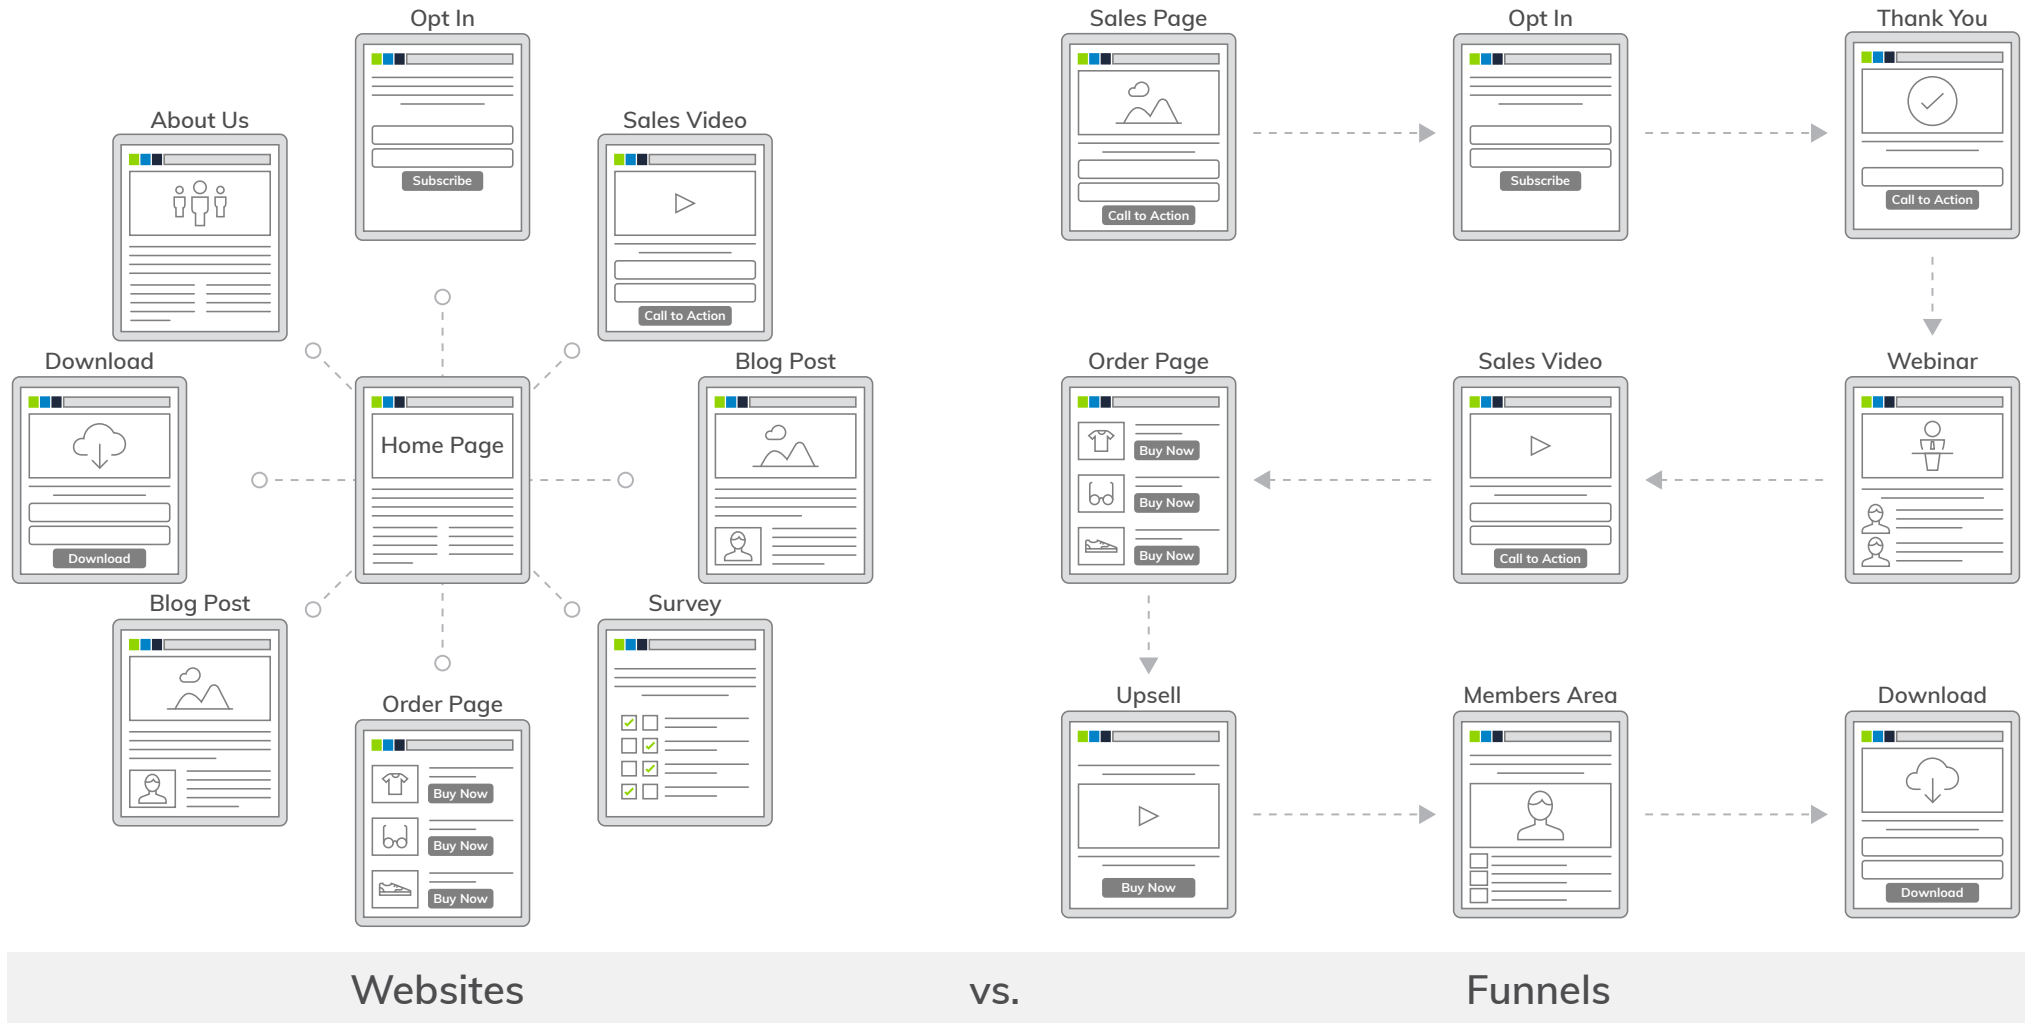 Opt In
Subscribe
About Us
Sales Video
Call to Action
Download
Download
Home Page
Blog Post
Blog Post
Survey
Order Page
Buy Now
Buy Now
Buy Now
Sales Page
Call to Action
Opt In
Subscribe
Thank You
Call to Action
Order Page
Buy Now
Buy Now
Buy Now
Sales Video
Call to Action
Webinar
Upsell
Buy Now
Members Area
Download
Download
Websites
vs.
Funnels